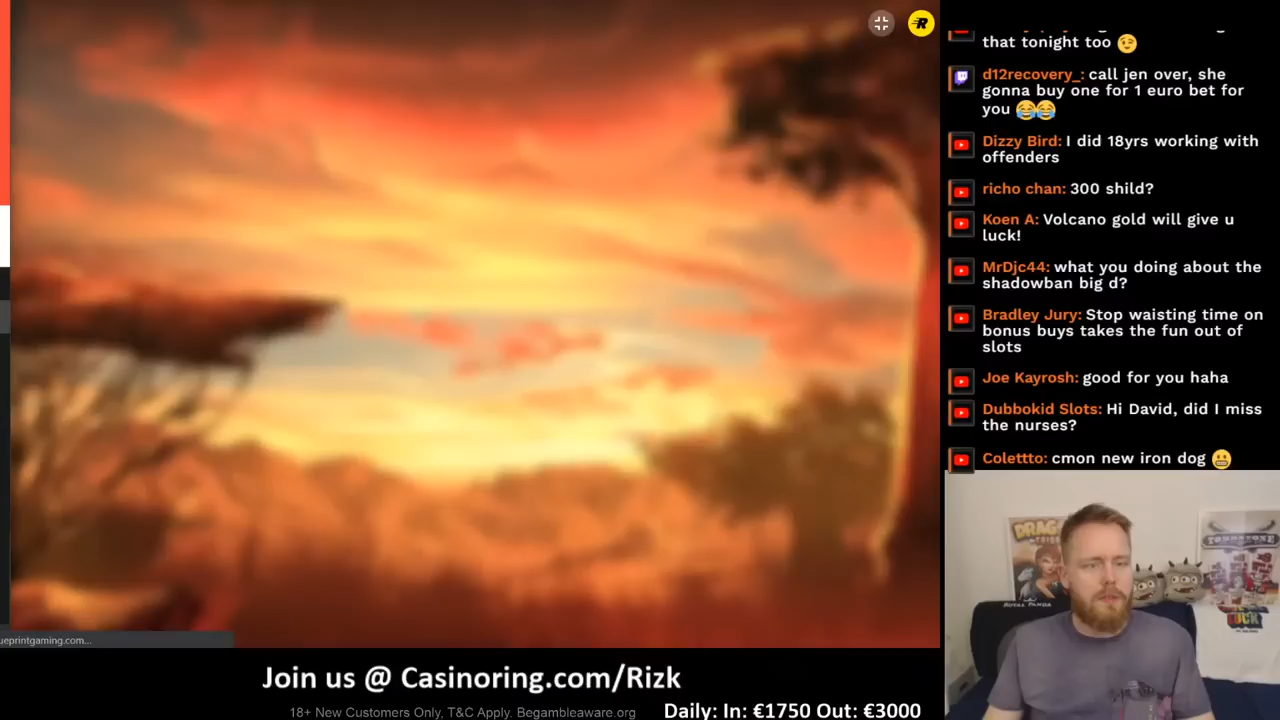 that tonight too 😉
d12recovery_: call jen over, she
gonna buy one for 1 euro bet for
you 😂😂
Dizzy Bird: I did 18yrs working with
offenders
richo chan: 300 shild?
Koen A: Volcano gold will give u
luck!
MrDjc44: what you doing about the
shadowban big d?
Bradley Jury: Stop waisting time on
bonus buys takes the fun out of
slots
Joe Kayrosh: good for you haha
Dubbokid Slots: Hi David, did I miss
the nurses?
Colettto: cmon new iron dog 😬
R
ueprintgaming.com...
ROYAL PANDA
TOMBSTONE
Join us @ Casinoring.com/Rizk
18+ New Customers Only, T&C Apply. Begambleaware.org
Daily: In: €1750 Out: €3000